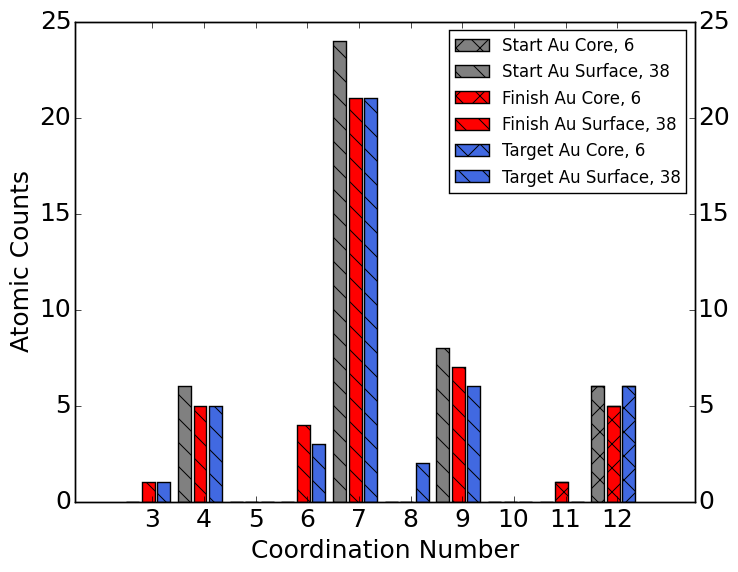 25
20
15
10
5
0
Atomic Counts
Start Au Core, 6
Start Au Surface, 38
Finish Au Core, 6
Finish Au Surface, 38
Target Au Core, 6
Target Au Surface, 38
25
20
15
10
5
0
3 4 5 6 7 8 9 10 11 12
Coordination Number